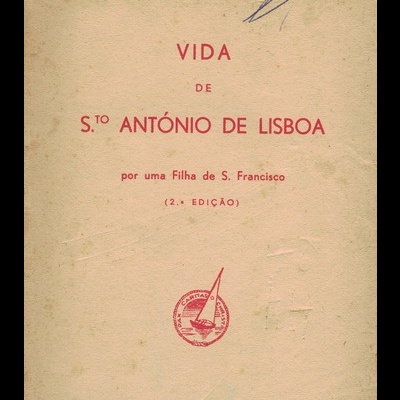 VIDA
DE
S.TO ANTÓNIO DE LISBOA
por uma Filha de S. Francisco
(2.ª EDIÇÃO)